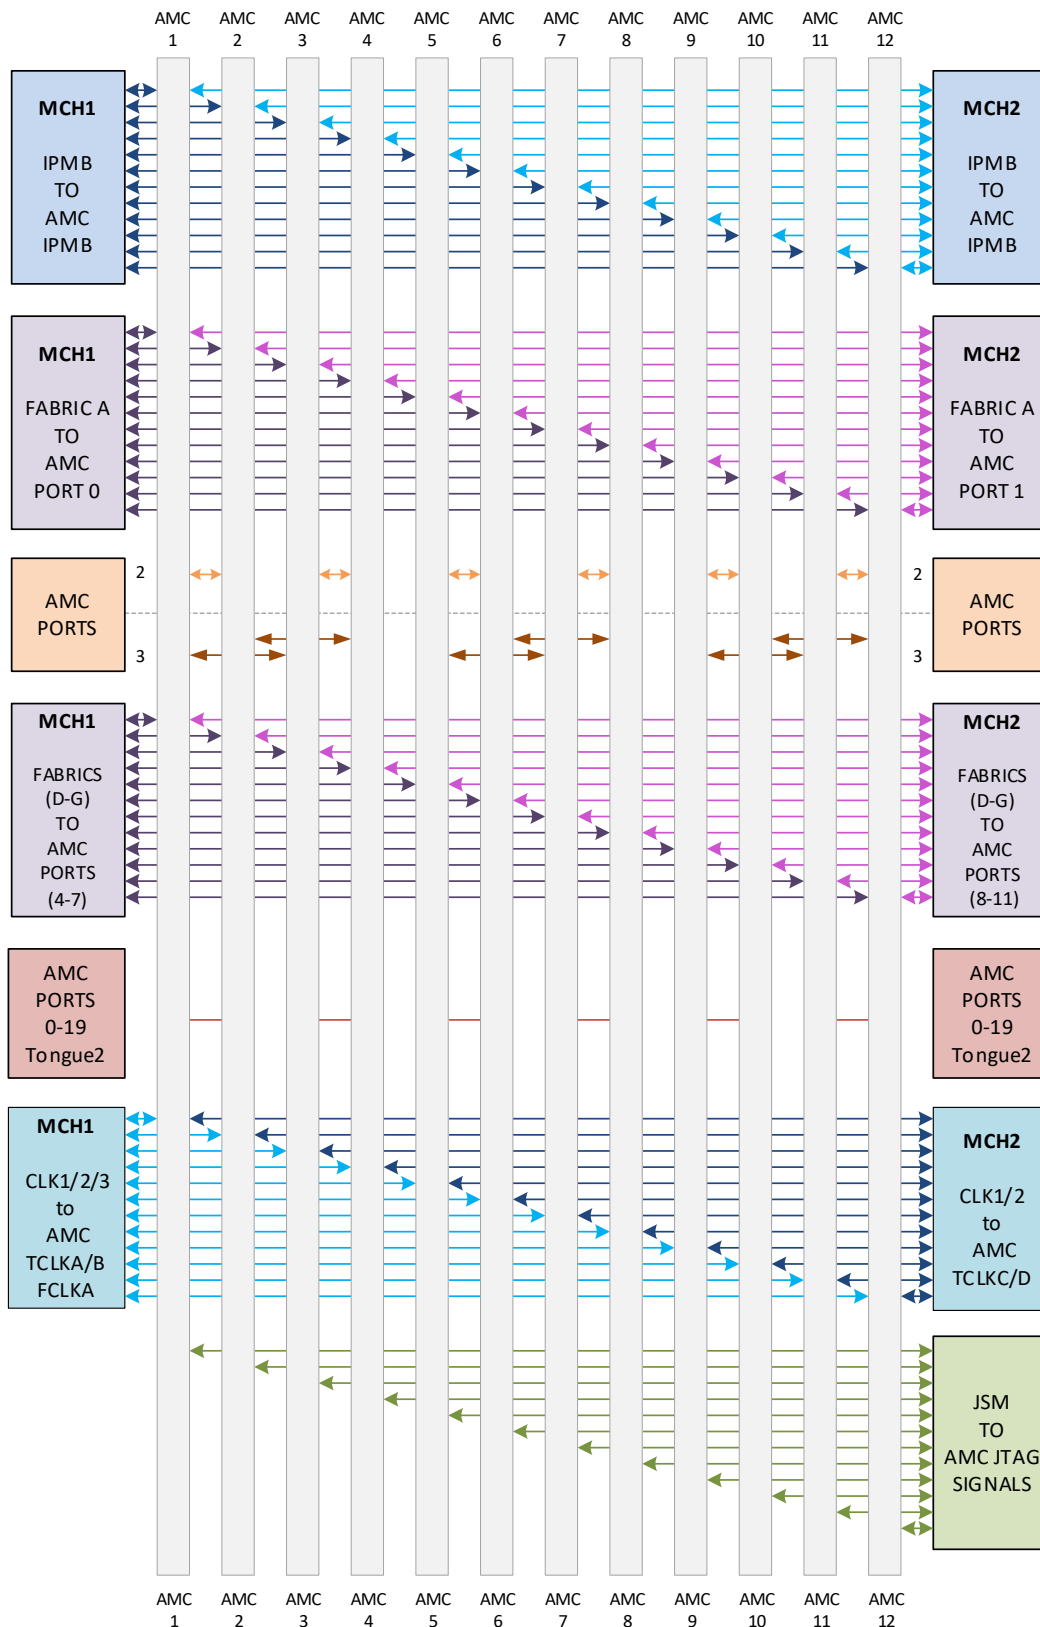 AMC AMC AMC AMC AMC AMC AMC AMC AMC AMC AMC AMC
1 2 3 4 5 6 7 8 9 10 11 12
MCH1
IPMB
TO
AMC
IPMB
MCH2
IPMB
TO
AMC
IPMB
MCH1
FABRIC A
TO
AMC
PORT 0
MCH2
FABRIC A
TO
AMC
PORT 1
AMC
PORTS
2
3
2
3
AMC
PORTS
MCH1
FABRICS
(D-G)
TO
AMC
PORTS
(4-7)
MCH2
FABRICS
(D-G)
TO
AMC
PORTS
(8-11)
AMC
PORTS
0-19
Tongue2
AMC
PORTS
0-19
Tongue2
MCH1
CLK1/2/3
to
AMC
TCLKA/B
FCLKA
MCH2
CLK1/2
to
AMC
TCLKC/D
JSM
TO
AMC JTAG
SIGNALS
AMC AMC AMC AMC AMC AMC AMC AMC AMC AMC AMC AMC
1 2 3 4 5 6 7 8 9 10 11 12